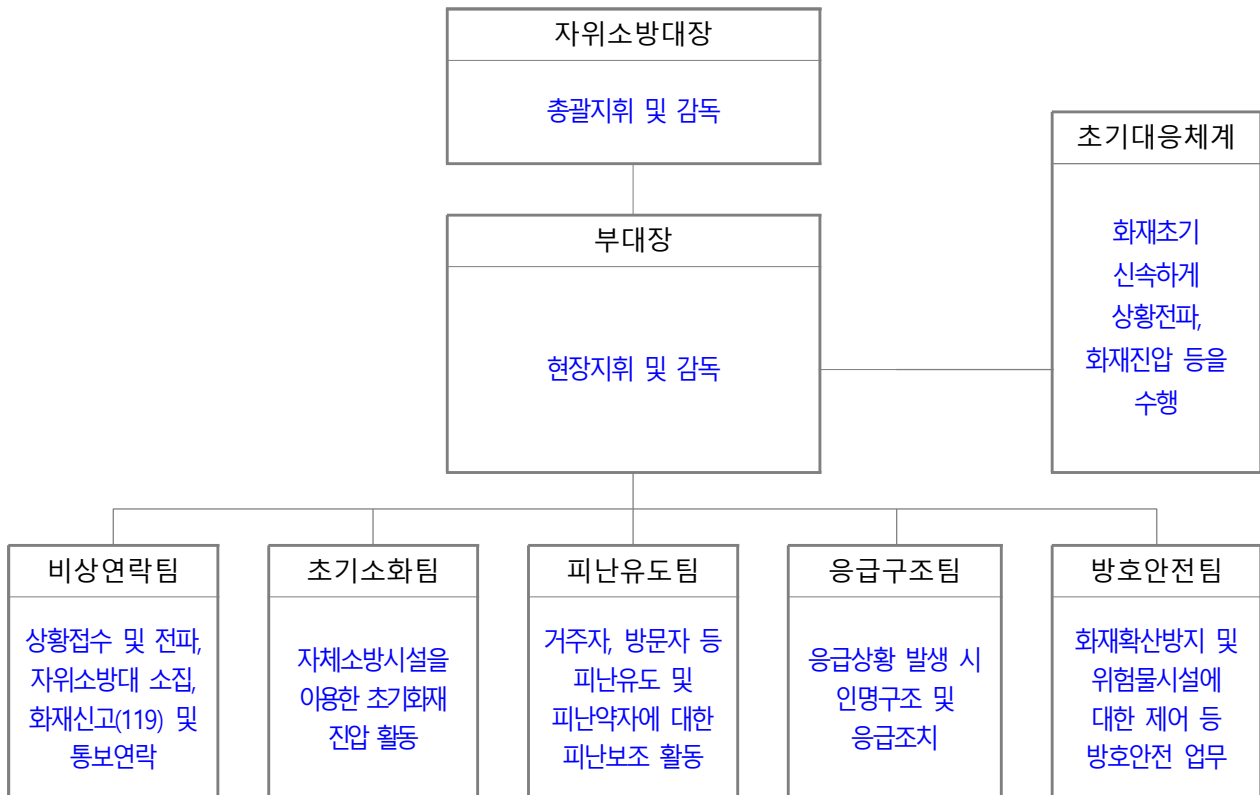 자위소방대장
총괄지휘 및 감독
초기대응체계
화재초기
신속하게
상황전파,
화재진압 등을
수행
부대장
현장지휘 및 감독
비상연락팀
상황접수 및 전파,
자위소방대 소집,
화재신고(119) 및
통보연락
초기소화팀
자체소방시설을
이용한 초기화재
진압 활동
피난유도팀
거주자, 방문자 등
피난유도 및
피난약자에 대한
피난보조 활동
응급구조팀
응급상황 발생 시
인명구조 및
응급조치
방호안전팀
화재확산방지 및
위험물시설에
대한 제어 등
방호안전 업무